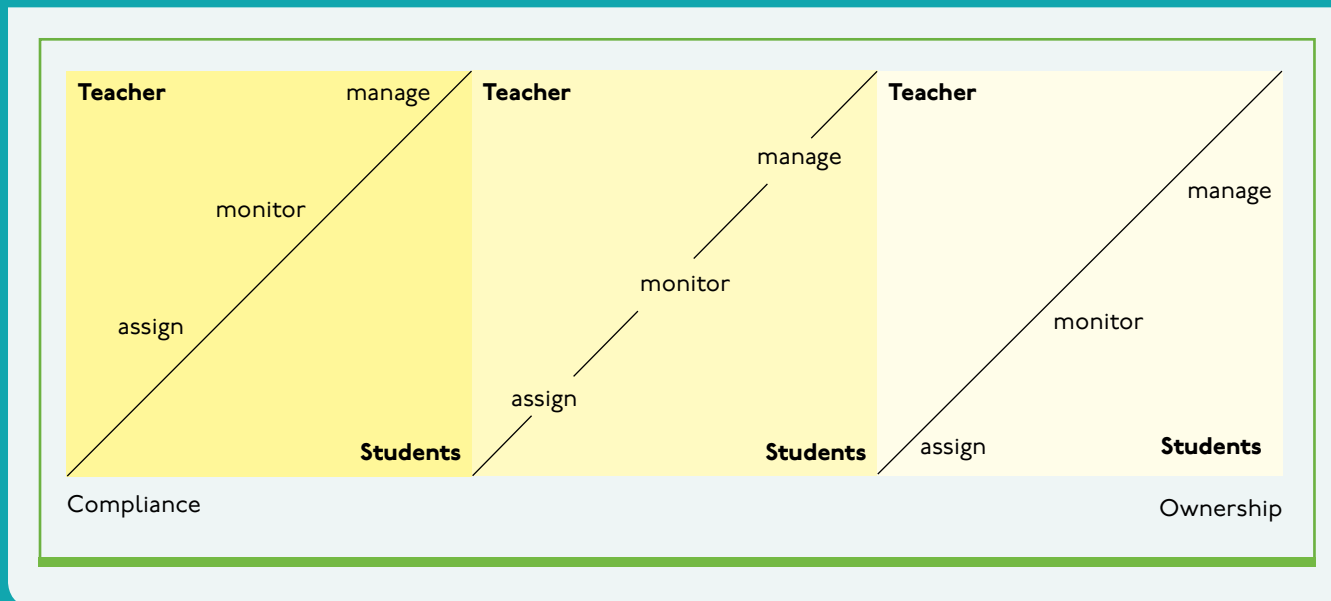 Teacher
manage
monitor
assign
Students
Teacher
manage
monitor
assign
Students
Teacher
manage
monitor
assign
Students
Compliance
Ownership